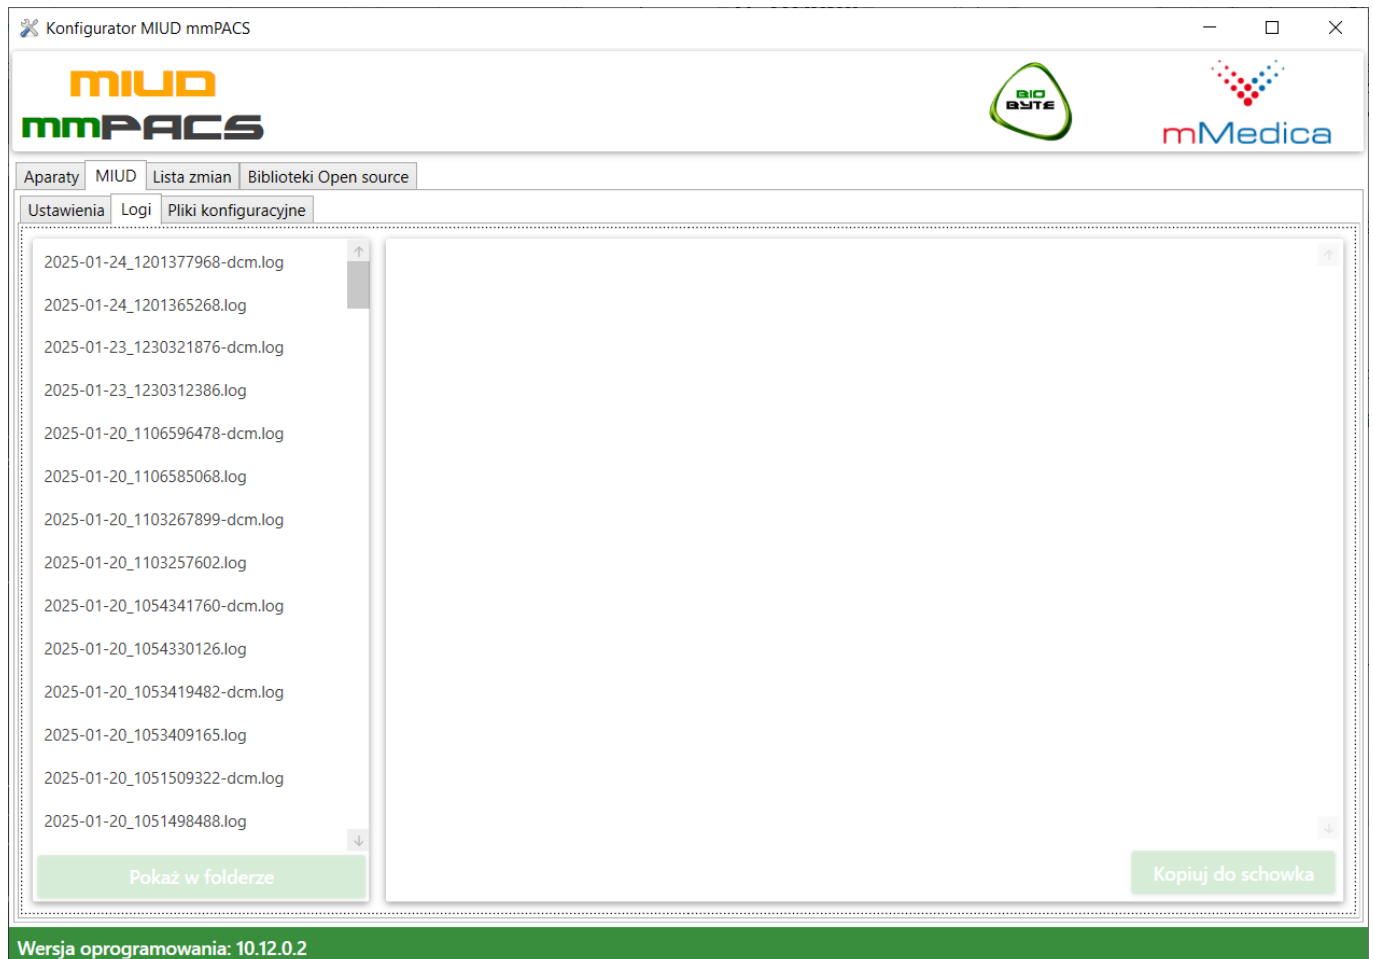 Konfigurator MIUD mmPACS
MIUD
mmPACS
BIO
BYTE
mMedica
Aparaty MIUD Lista zmian Biblioteki Open source
Ustawienia Logi Pliki konfiguracyjne
2025-01-24_1201377968-dcm.log
2025-01-24_1201365268.log
2025-01-23_1230321876-dcm.log
2025-01-23_1230312386.log
2025-01-20_1106596478-dcm.log
2025-01-20_1106585068.log
2025-01-20_1103267899-dcm.log
2025-01-20_1103257602.log
2025-01-20_1054341760-dcm.log
2025-01-20_1054330126.log
2025-01-20_1053419482-dcm.log
2025-01-20_1053409165.log
2025-01-20_1051509322-dcm.log
2025-01-20_1051498488.log
Pokaż w folderze
Kopiuj do schowka
Wersja oprogramowania: 10.12.0.2